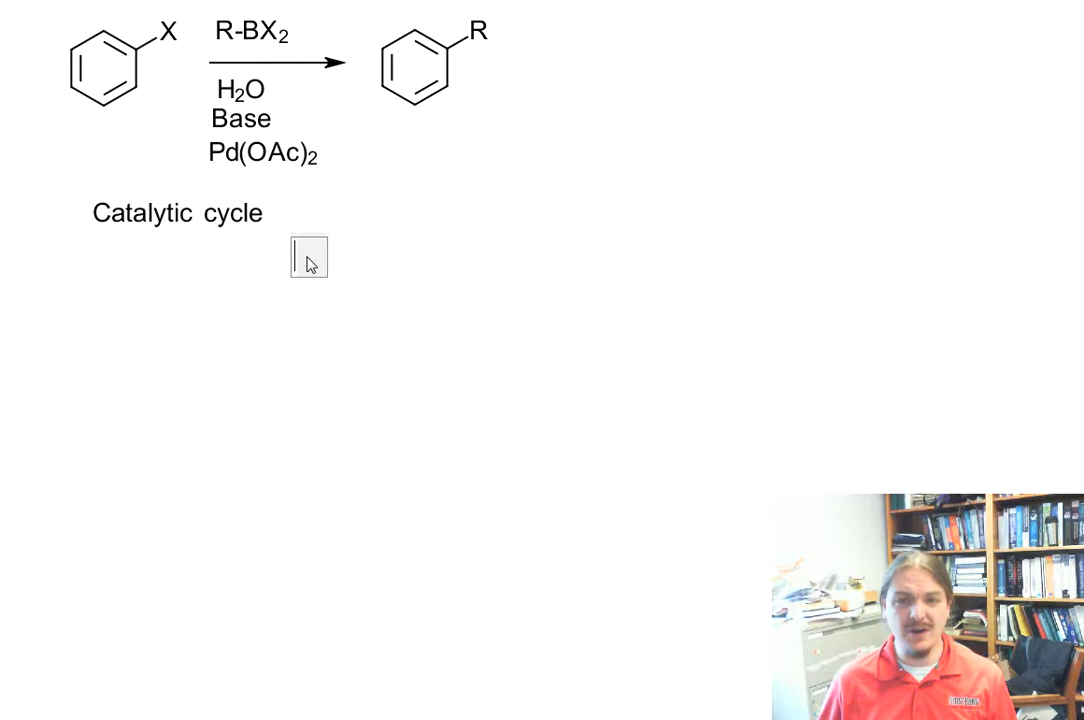 X
R-BX2
R
H2O
Base
Pd(OAc)2
Catalytic cycle